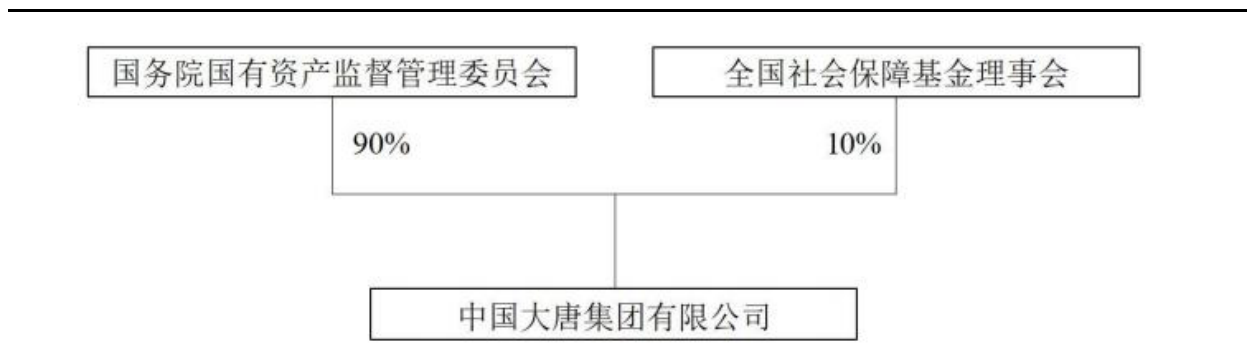 国务院国有资产监督管理委员会
全国社会保障基金理事会
90%
10%
中国大唐集团有限公司